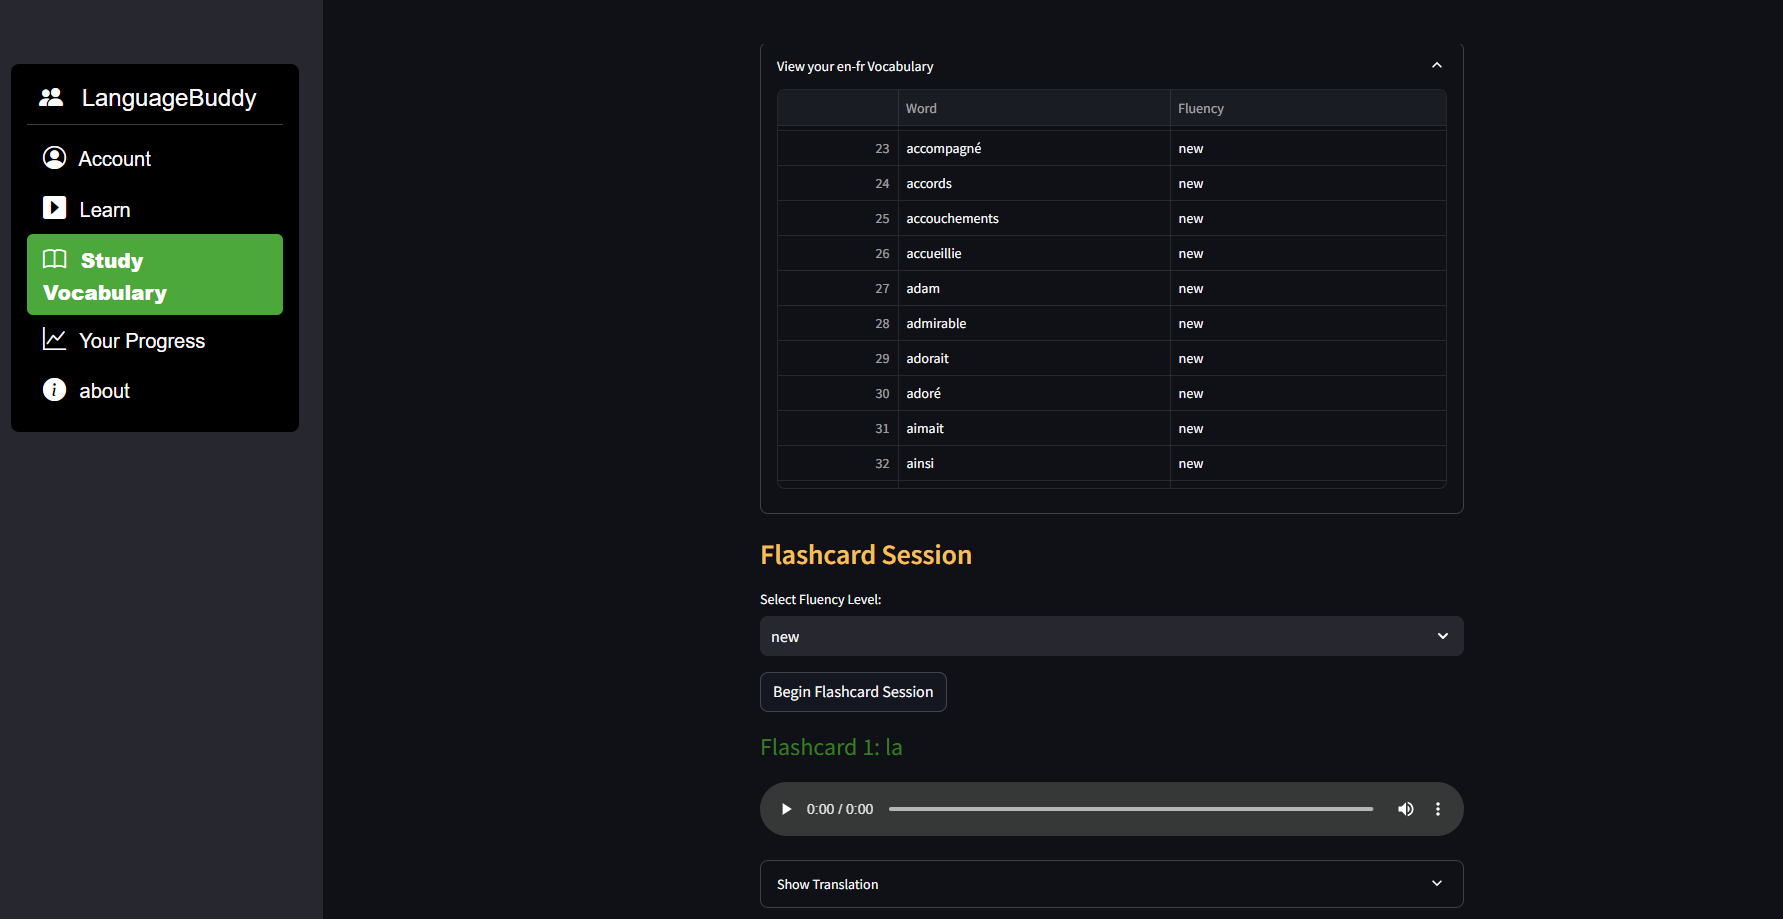 LanguageBuddy
Account
Learn
Study
Vocabulary
Your Progress
about
View your en-fr Vocabulary
Word Fluency
23 accompagné new
24 accords new
25 accouchements new
26 accueillie new
27 adam new
28 admirable new
29 adorait new
30 adoré new
31 aimait new
32 ainsi new
Flashcard Session
Select Fluency Level:
new
Begin Flashcard Session
Flashcard 1: la
0:00 / 0:00
Show Translation